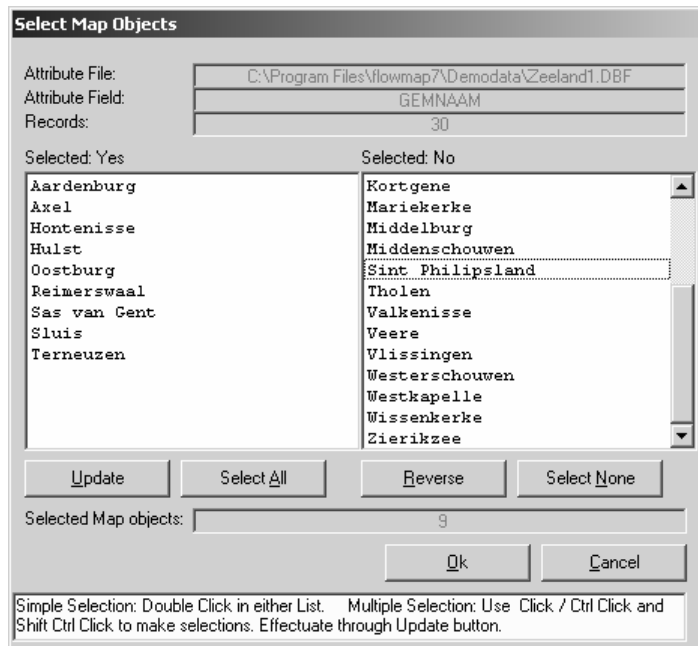 Select Map Objects
Attribute File: C:\Program Files\flowmap7\Demodata\Zeeland1.DBF
Attribute Field: GEMNAAM
Records: 30
Selected: Yes
Aardenburg
Axel
Hontenisse
Hulst
Oostburg
Reimerswaal
Sas van Gent
Sluis
Terneuzen
Selected: No
Kortgene
Mariekerke
Middelburg
Middenschouwen
Sint Philipsland
Tholen
Valkenisse
Veere
Vlissingen
Westerschouwen
Westkapelle
Wissenkerke
Zierikzee
Update Select All Reverse Select None
Selected Map objects: 9
Ok Cancel
Simple Selection: Double Click in either List. Multiple Selection: Use Click / Ctrl Click and
Shift Ctrl Click to make selections. Effectuate through Update button.